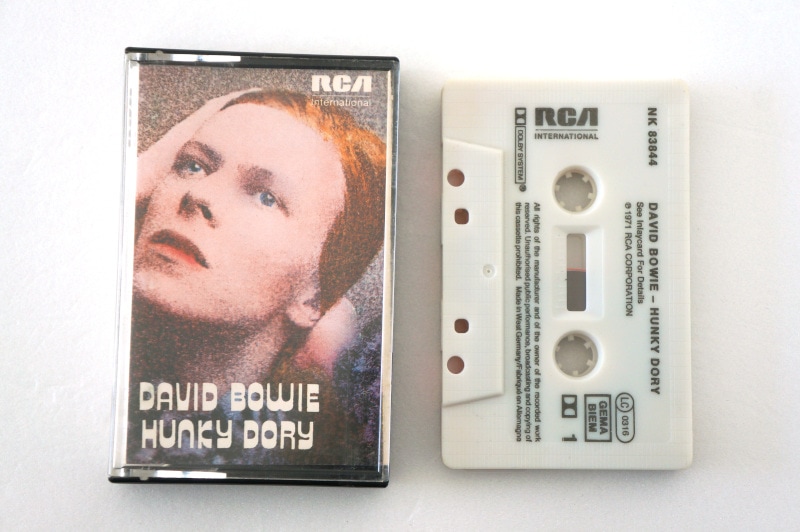 RCA
International
DAVID BOWIE
HUNKY DORY
NK 83844
DAVID BOWIE – HUNKY DORY
See Inlaycard For Details
℗ 1971 RCA CORPORATION
RCA
INTERNATIONAL
DOLBY SYSTEM ®
All rights of the manufacturer and of the owner of the recorded work
reserved. Unauthorised public performance, broadcasting and copying of
this cassette prohibited. Made in West Germany/Fabriqué en Allemagne
LC 0316
GEMA
BIEM
1